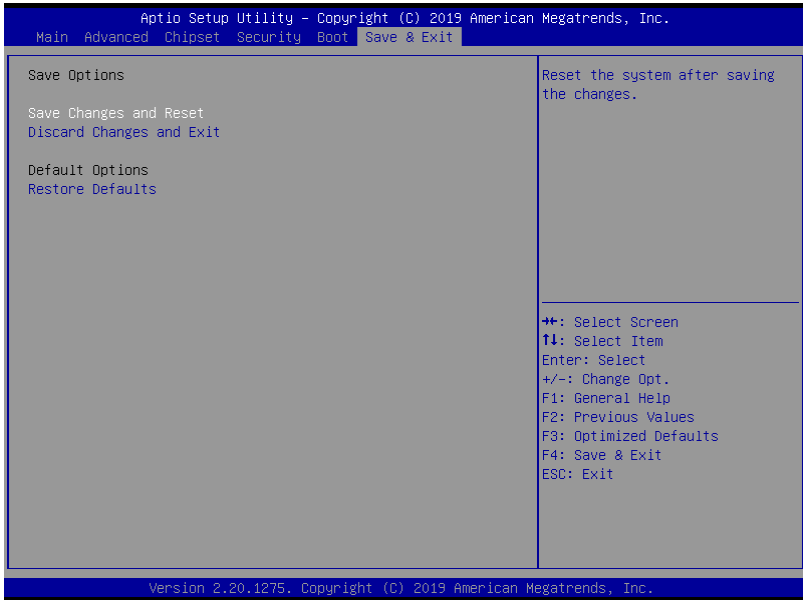 Aptio Setup Utility – Copyright (C) 2019 American Megatrends, Inc.
Main Advanced Chipset Security Boot Save & Exit
Save Options
Save Changes and Reset
Discard Changes and Exit
Default Options
Restore Defaults
Reset the system after saving
the changes.
→←: Select Screen
↑↓: Select Item
Enter: Select
+/-: Change Opt.
F1: General Help
F2: Previous Values
F3: Optimized Defaults
F4: Save & Exit
ESC: Exit
Version 2.20.1275. Copyright (C) 2019 American Megatrends, Inc.